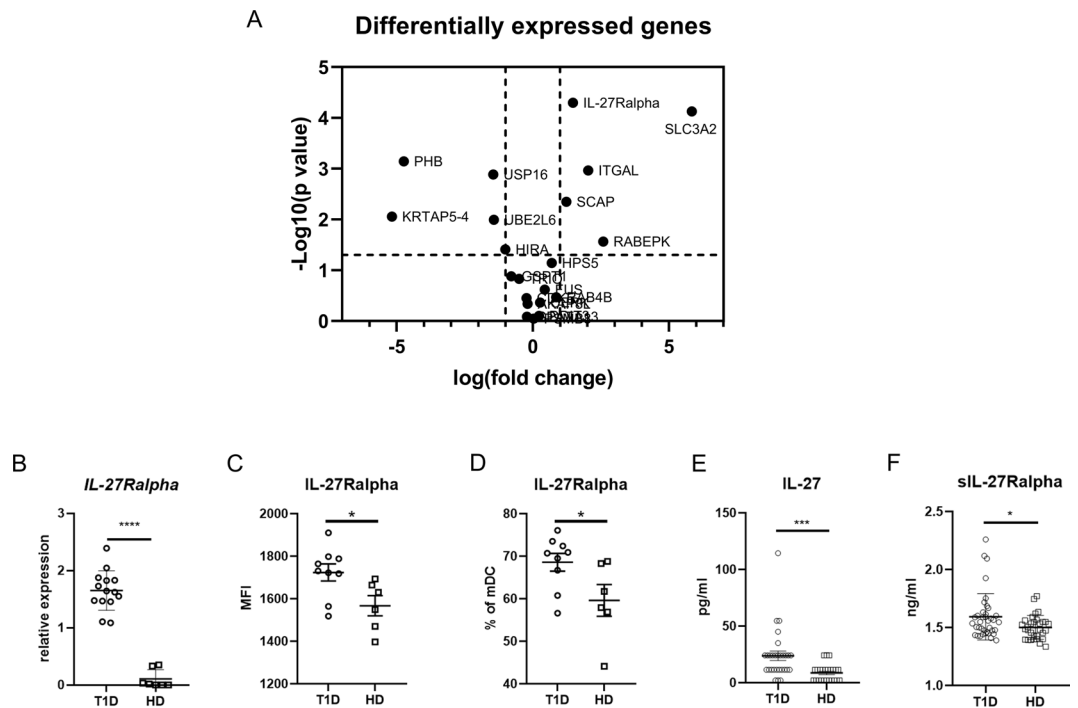 A
Differentially expressed genes
-Log10(p value)
5
4
3
2
1
0
IL-27Ralpha
SLC3A2
PHB
USP16
ITGAL
KRTAP5-4
UBE2L6
SCAP
HIRA
RABEPK
HPS5
FUS
-5
0
5
log(fold change)
B
IL-27Ralpha
relative expression
3
2
1
0
****
T1D
HD
C
IL-27Ralpha
MFI
2000
1800
1600
1400
1200
*
T1D
HD
D
IL-27Ralpha
% of mDC
80
70
60
50
40
*
T1D
HD
E
IL-27
pg/ml
150
100
50
0
***
T1D
HD
F
sIL-27Ralpha
ng/ml
2.5
2.0
1.5
1.0
*
T1D
HD